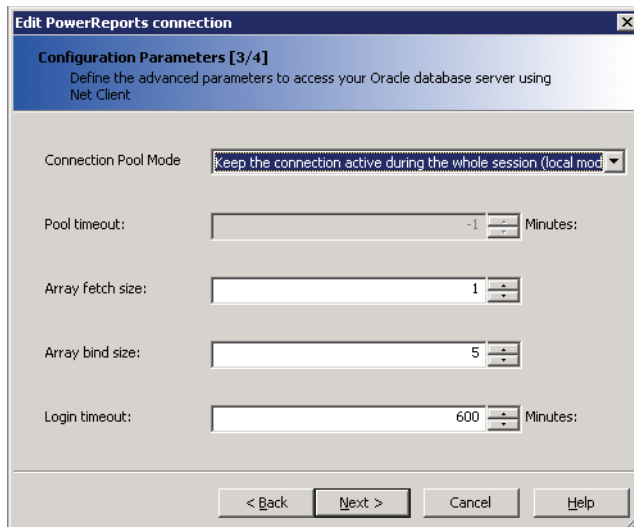 Edit PowerReports connection
Configuration Parameters [3/4]
Define the advanced parameters to access your Oracle database server using
Net Client
Connection Pool Mode Keep the connection active during the whole session (local mod
Pool timeout: -1 Minutes:
Array fetch size: 1
Array bind size: 5
Login timeout: 600 Minutes:
< Back Next > Cancel Help